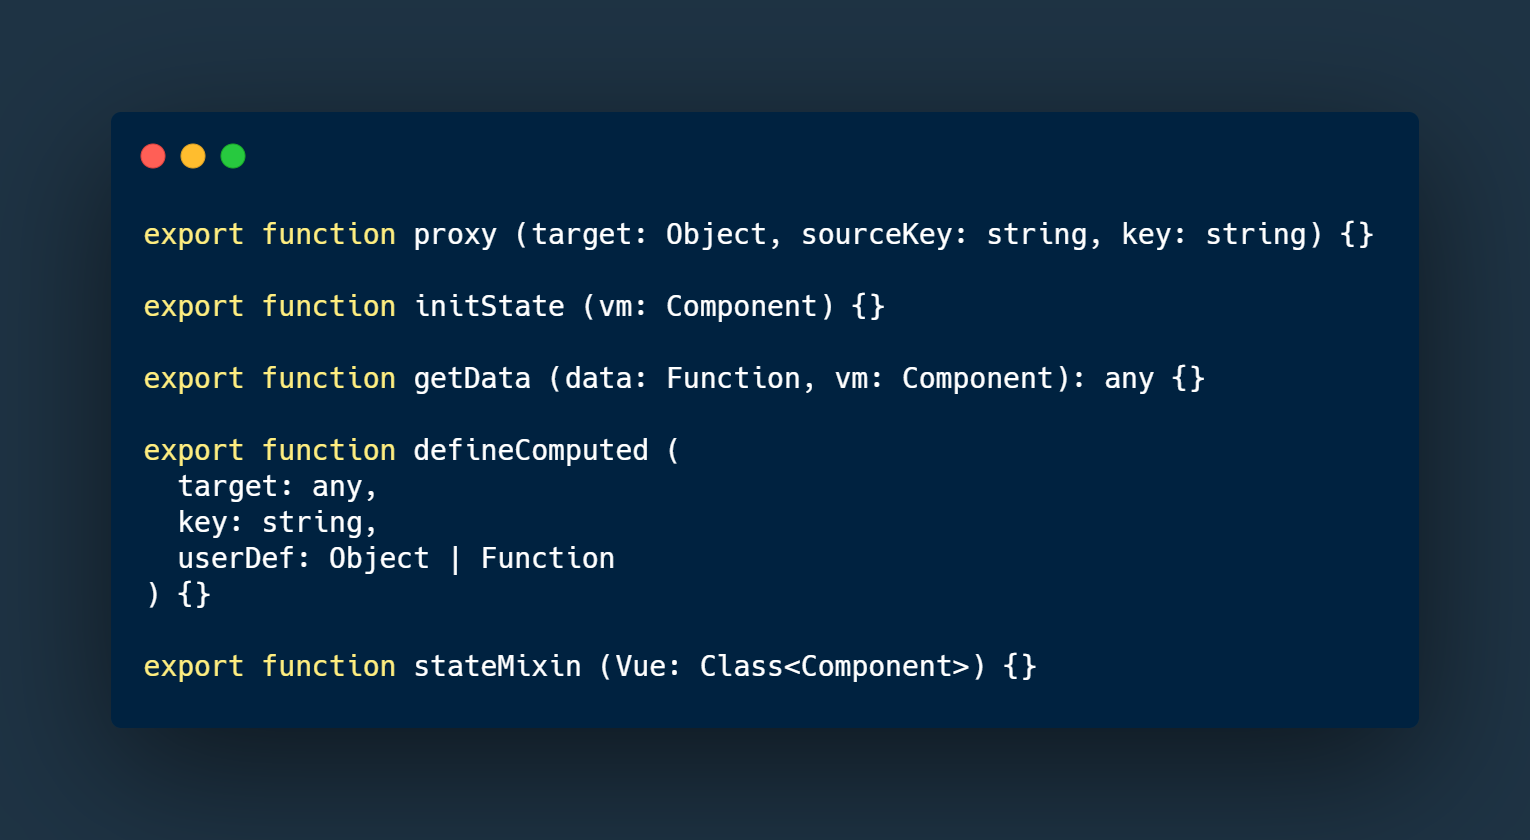 export function proxy (target: Object, sourceKey: string, key: string) {}
export function initState (vm: Component) {}
export function getData (data: Function, vm: Component): any {}
export function defineComputed (
  target: any,
  key: string,
  userDef: Object | Function
) {}
export function stateMixin (Vue: Class<Component>) {}